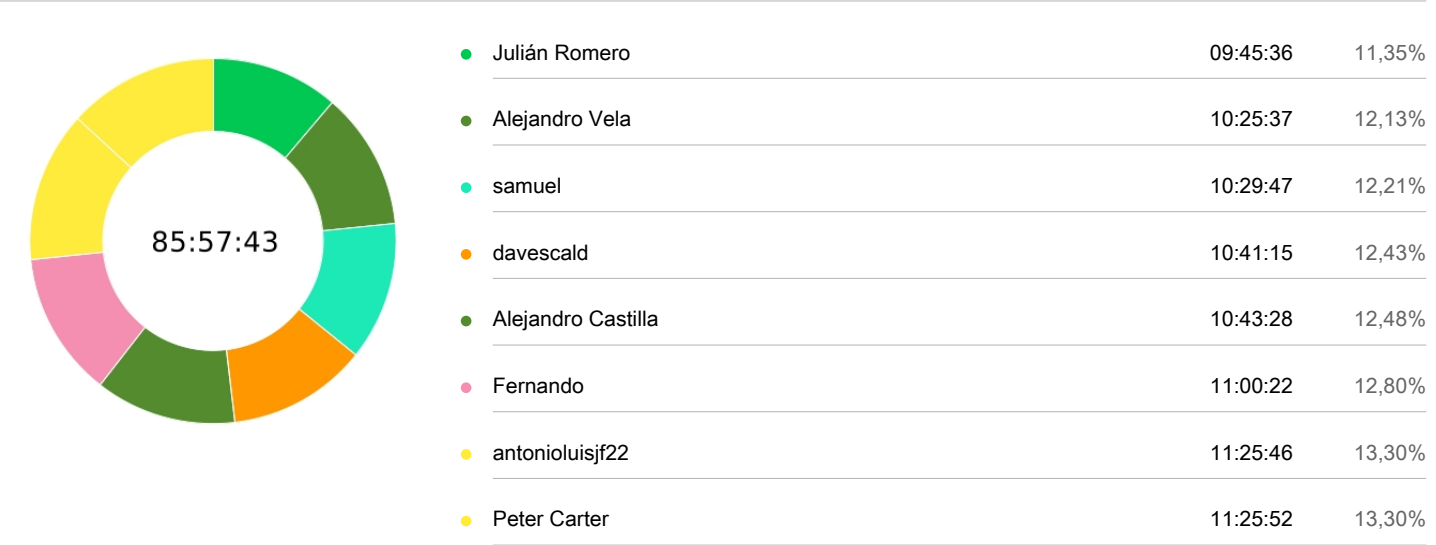 Julián Romero 09:45:36 11,35%
Alejandro Vela 10:25:37 12,13%
samuel 10:29:47 12,21%
85:57:43
davescald 10:41:15 12,43%
Alejandro Castilla 10:43:28 12,48%
Fernando 11:00:22 12,80%
antonioluisjf22 11:25:46 13,30%
Peter Carter 11:25:52 13,30%